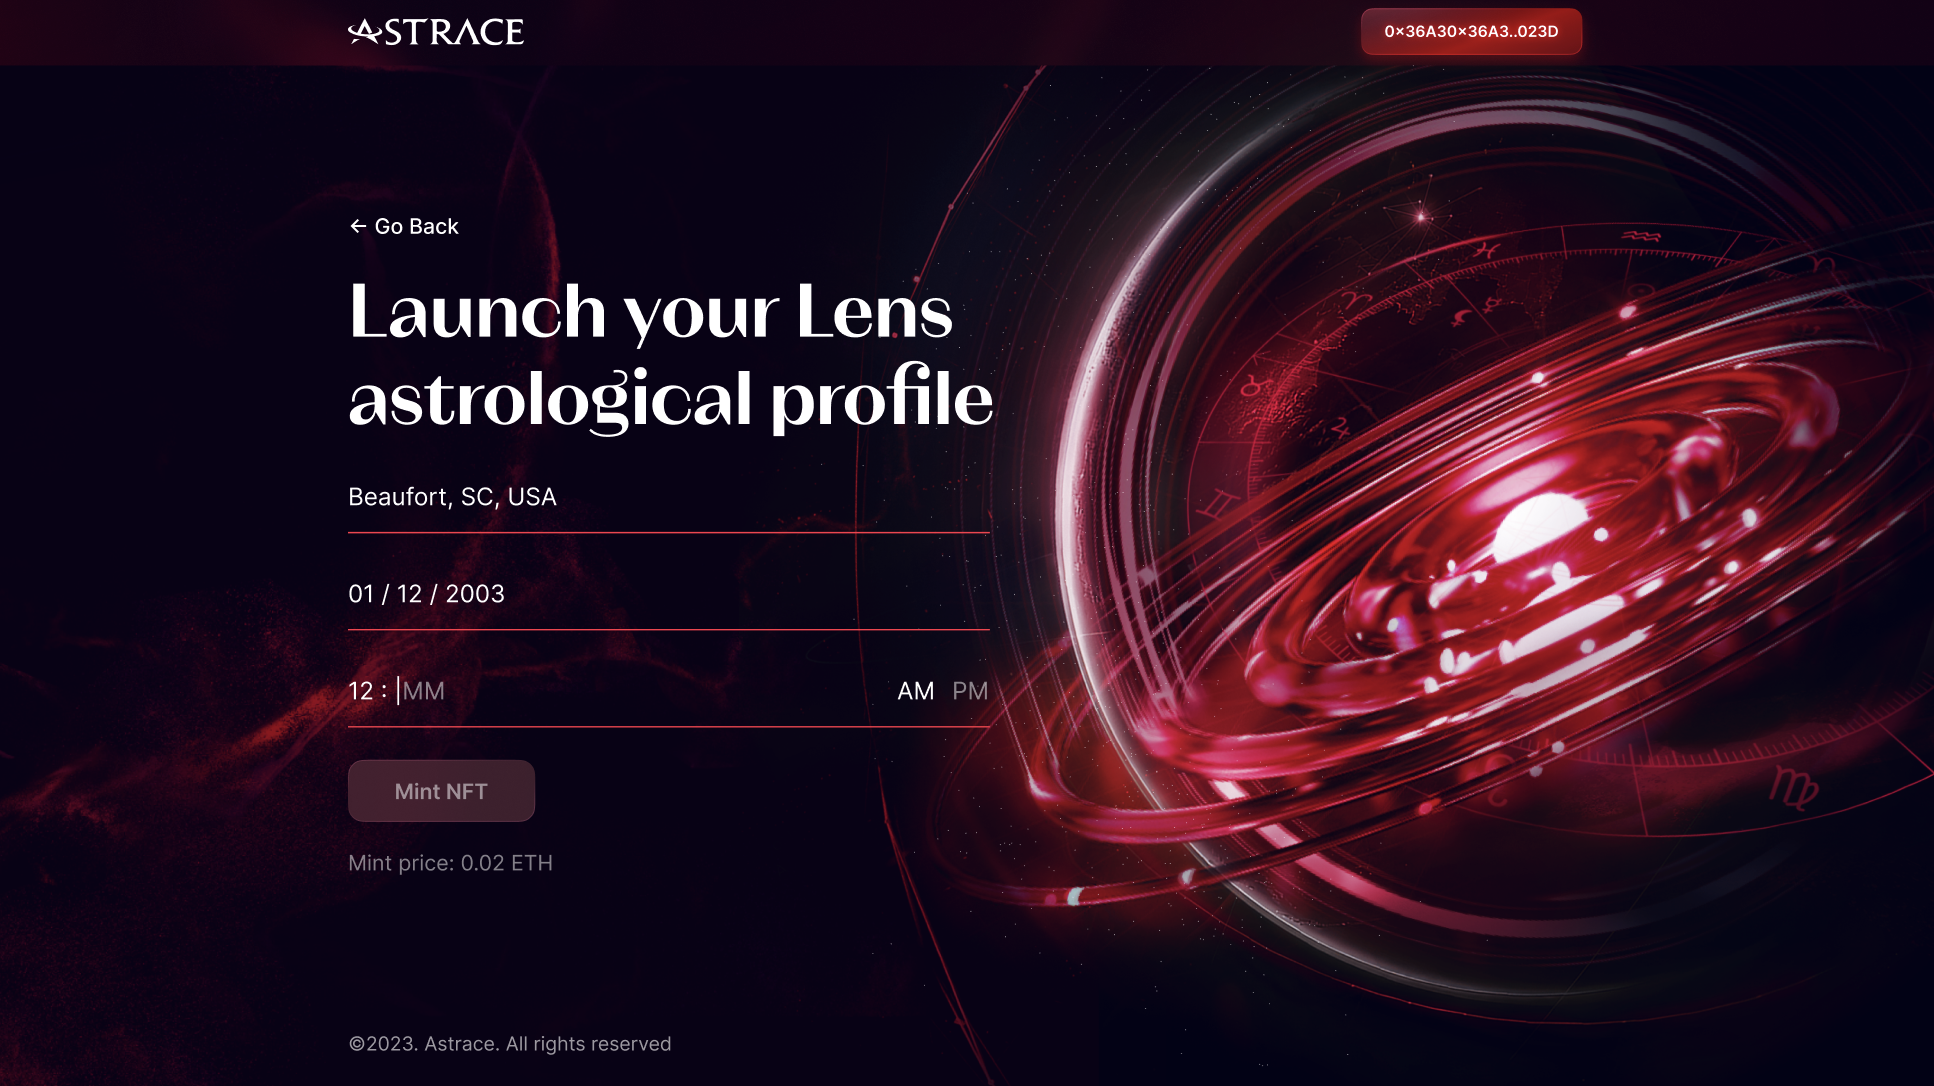 ASTRACE
0×36A30×36A3..023D
← Go Back
Launch your Lens
astrological profile
Beaufort, SC, USA
01 / 12 / 2003
12 : MM AM PM
Mint NFT
Mint price: 0.02 ETH
©2023. Astrace. All rights reserved